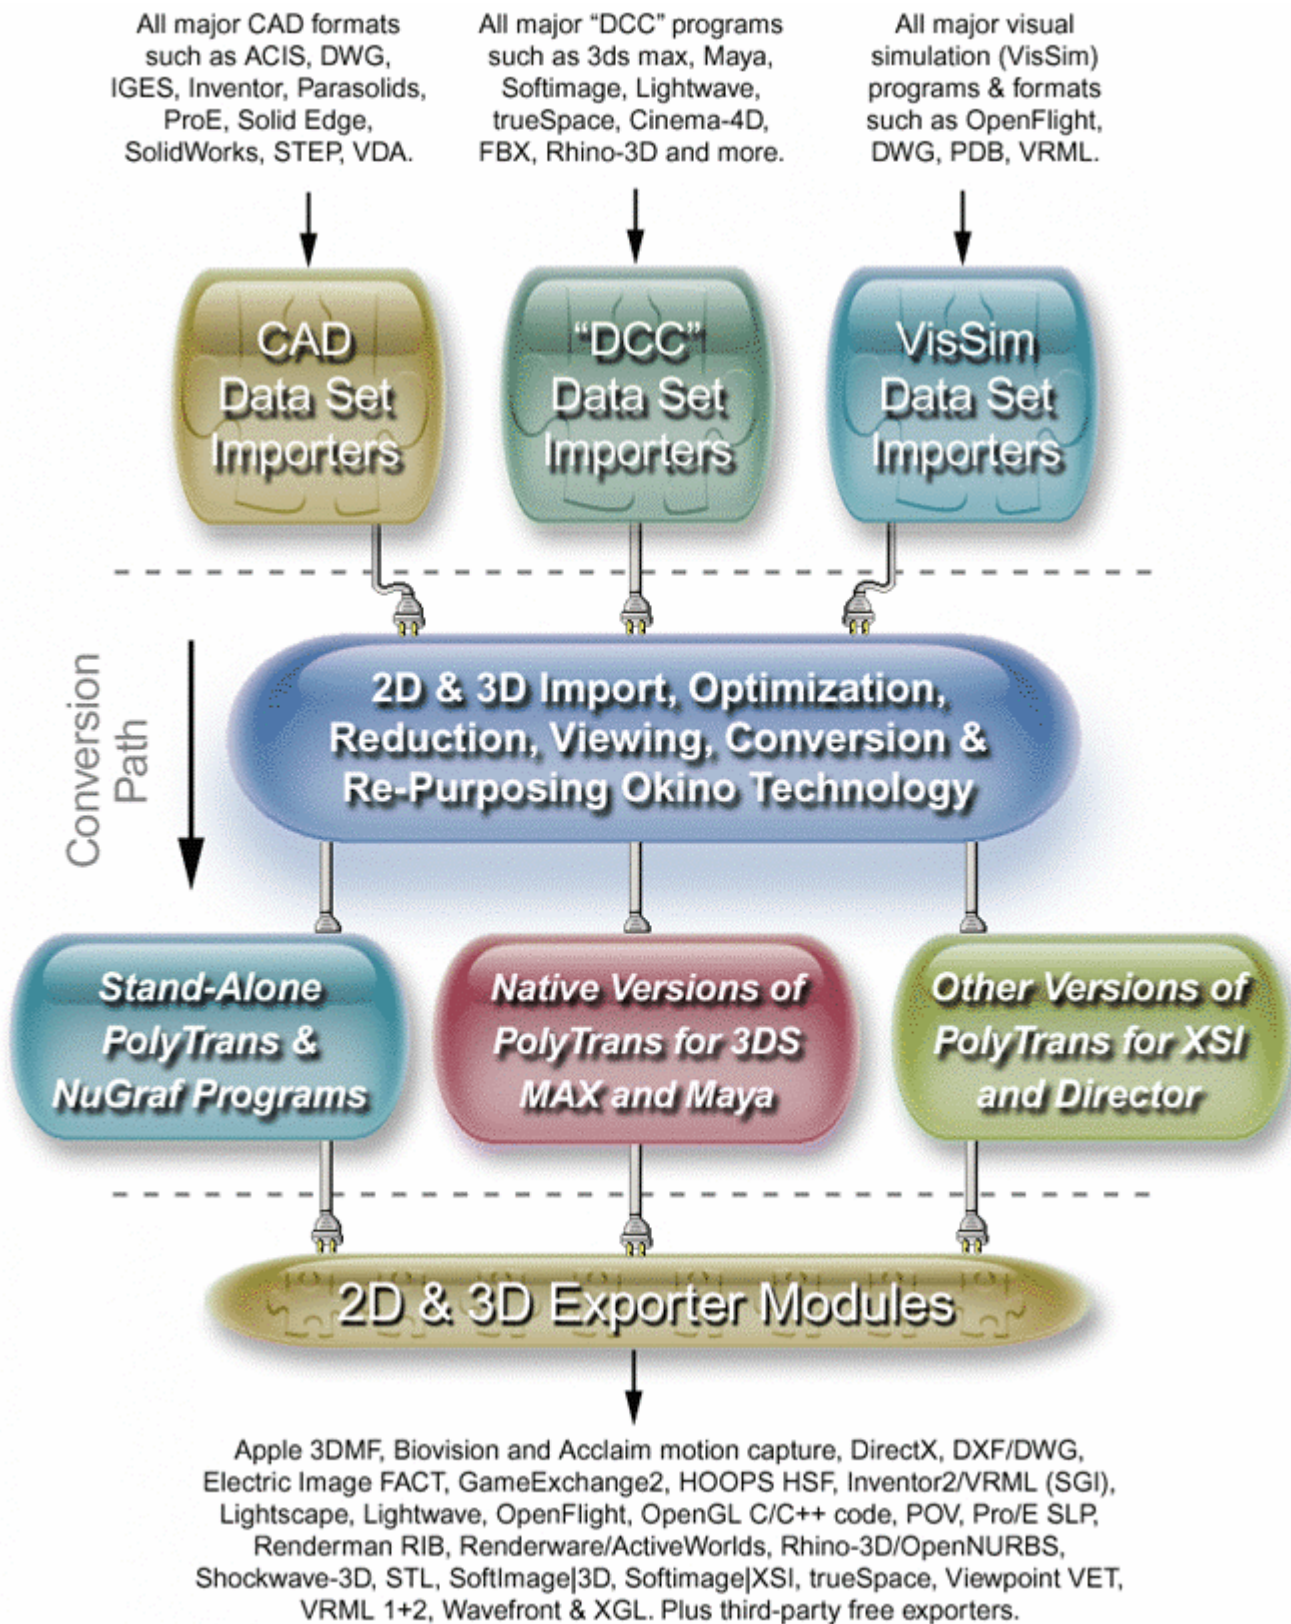 All major CAD formats
such as ACIS, DWG,
IGES, Inventor, Parasolids,
ProE, Solid Edge,
SolidWorks, STEP, VDA.
All major “DCC” programs
such as 3ds max, Maya,
Softimage, Lightwave,
trueSpace, Cinema-4D,
FBX, Rhino-3D and more.
All major visual
simulation (VisSim)
programs & formats
such as OpenFlight,
DWG, PDB, VRML.
CAD
Data Set
Importers
“DCC”
Data Set
Importers
VisSim
Data Set
Importers
Conversion
Path
2D & 3D Import, Optimization,
Reduction, Viewing, Conversion &
Re-Purposing Okino Technology
Stand-Alone
PolyTrans &
NuGraf Programs
Native Versions of
PolyTrans for 3DS
MAX and Maya
Other Versions of
PolyTrans for XSI
and Director
2D & 3D Exporter Modules
Apple 3DMF, Biovision and Acclaim motion capture, DirectX, DXF/DWG,
Electric Image FACT, GameExchange2, HOOPS HSF, Inventor2/VRML (SGI),
Lightscape, Lightwave, OpenFlight, OpenGL C/C++ code, POV, Pro/E SLP,
Renderman RIB, Renderware/ActiveWorlds, Rhino-3D/OpenNURBS,
Shockwave-3D, STL, SoftImage|3D, Softimage|XSI, trueSpace, Viewpoint VET,
VRML 1+2, Wavefront & XGL. Plus third-party free exporters.